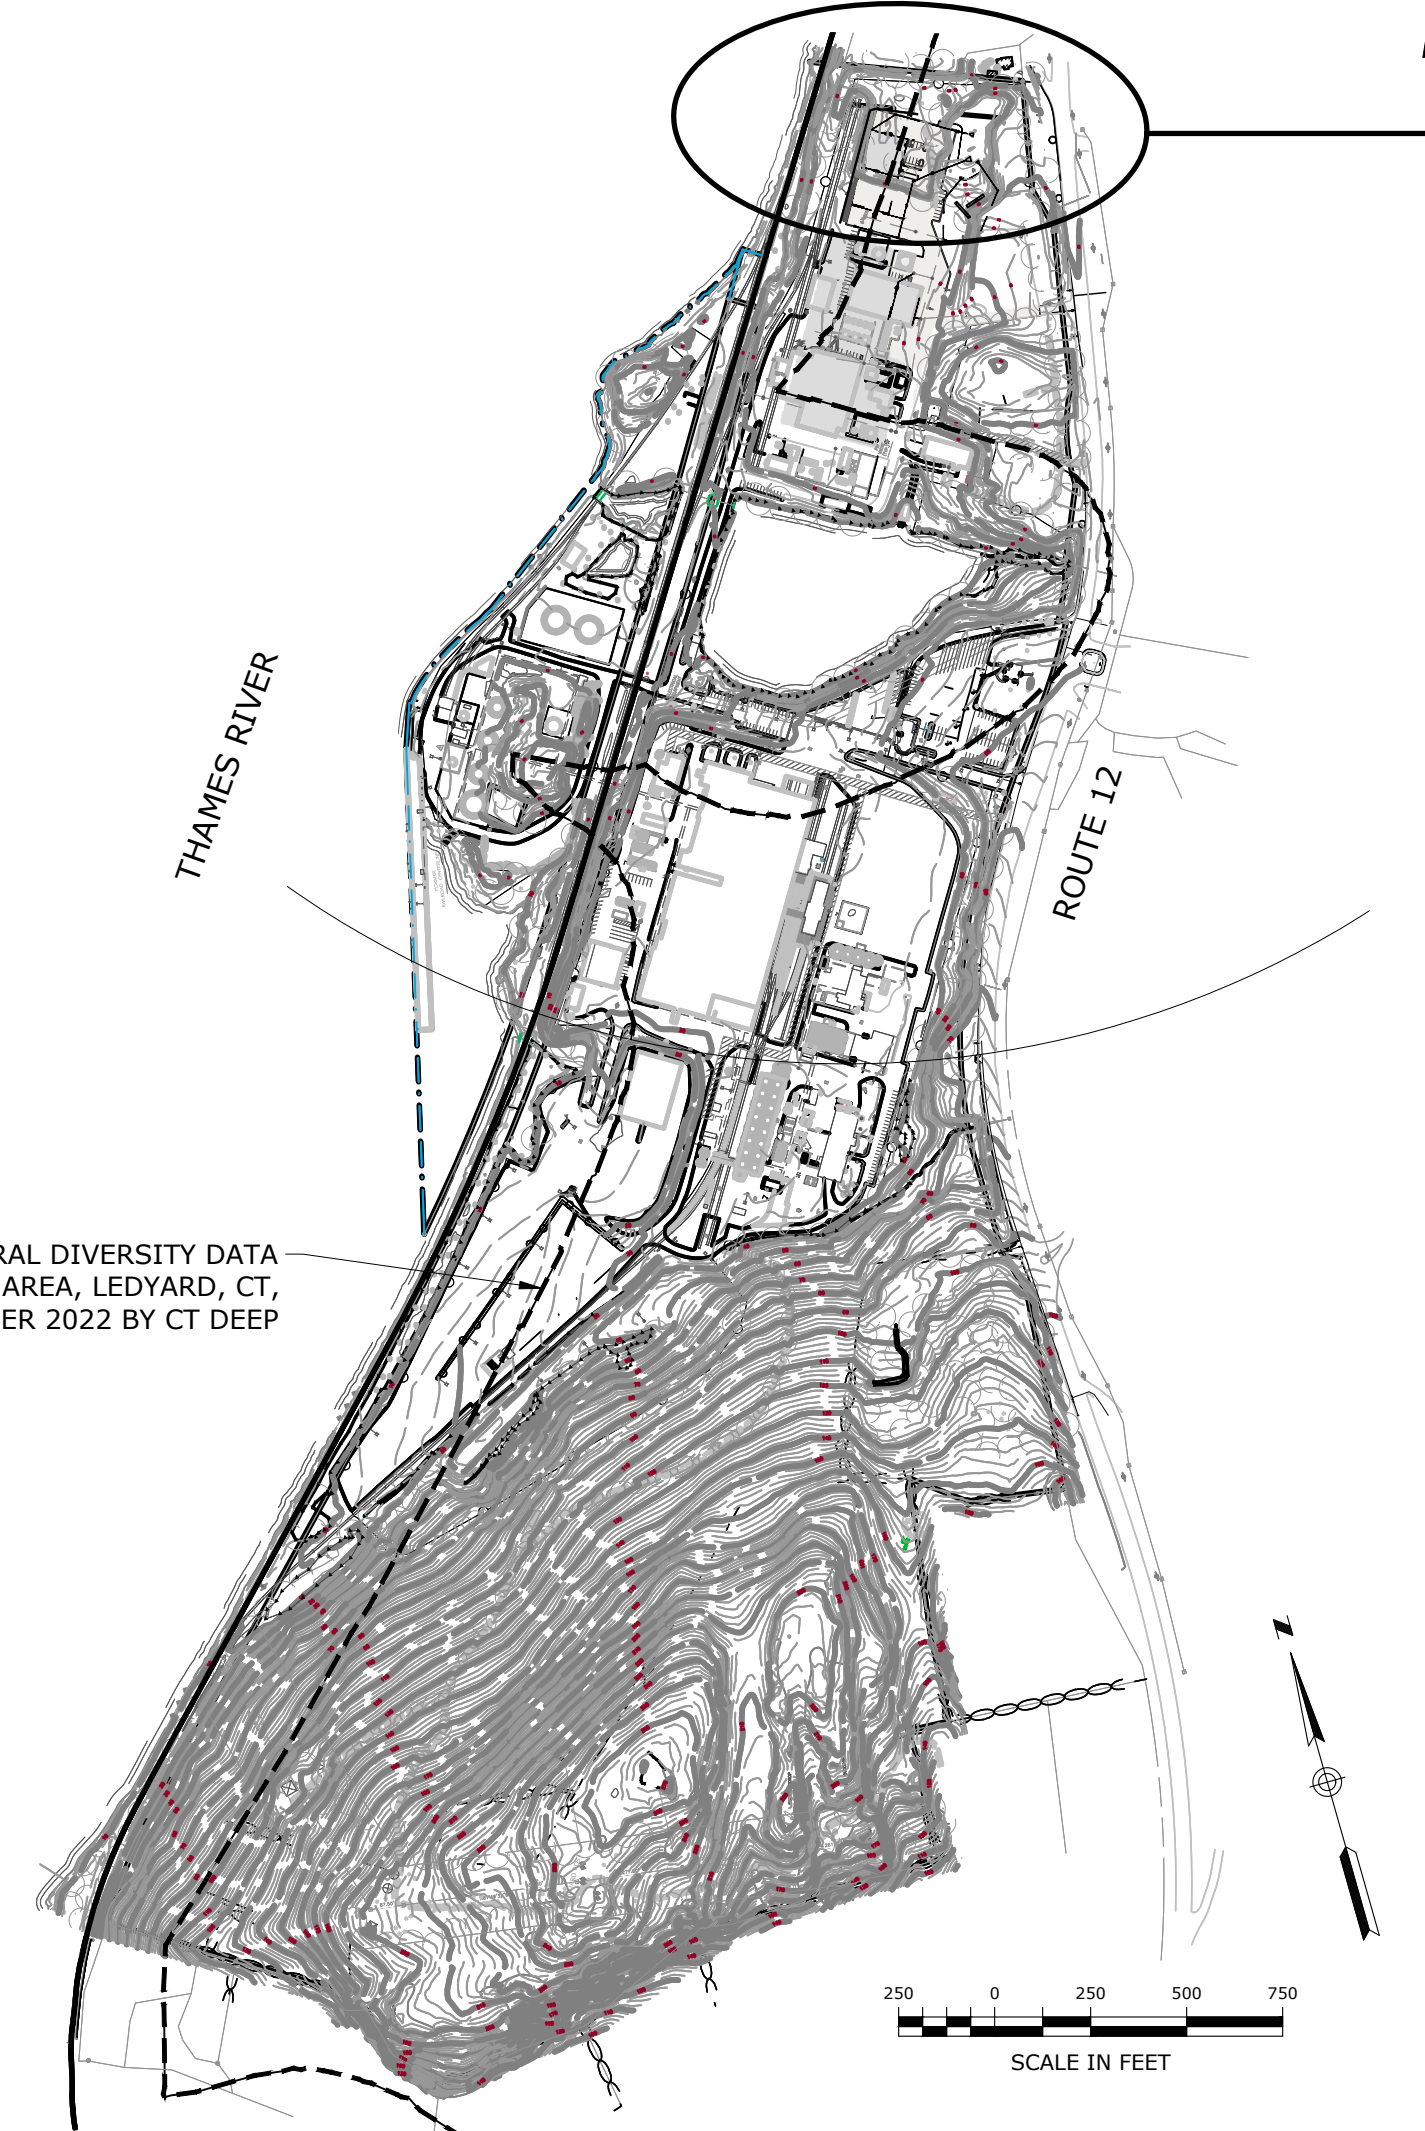 THAMES RIVER
ROUTE 12
RAL DIVERSITY DATA
AREA, LEDYARD, CT,
ER 2022 BY CT DEEP
N
250 0 250 500 750
SCALE IN FEET